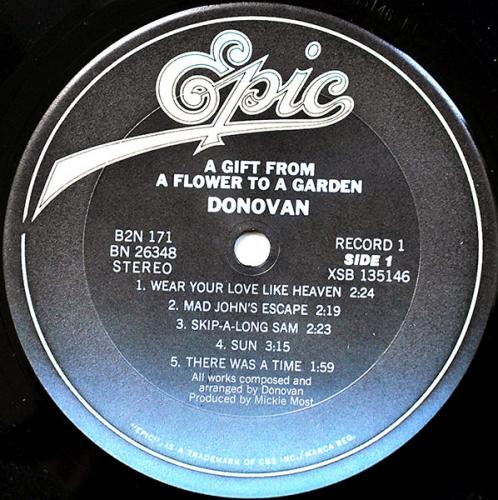 Epic
A GIFT FROM
A FLOWER TO A GARDEN
DONOVAN
B2N 171
BN 26348
STEREO
RECORD 1
SIDE 1
XSB 135146
1. WEAR YOUR LOVE LIKE HEAVEN 2:24
2. MAD JOHN'S ESCAPE 2:19
3. SKIP-A-LONG SAM 2:23
4. SUN 3:15
5. THERE WAS A TIME 1:59
All works composed and
arranged by Donovan
Produced by Mickie Most
"EPIC", IS A TRADEMARK OF CBS INC./MARCA REG.